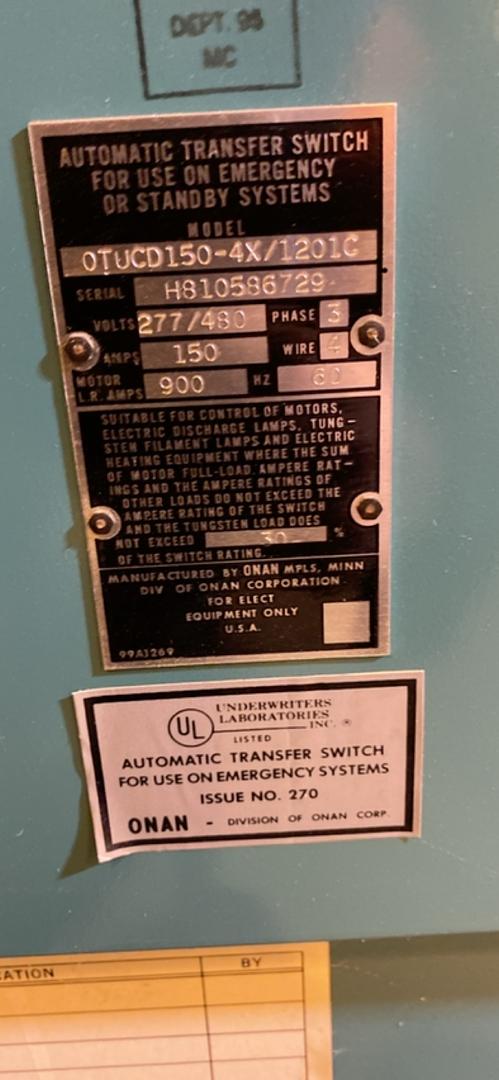 DEPT. 98
MC
AUTOMATIC TRANSFER SWITCH
FOR USE ON EMERGENCY
OR STANDBY SYSTEMS
MODEL
OTUCD150-4X/1201C
SERIAL H810586729
VOLTS 277/480 PHASE 3
AMPS 150 WIRE 4
MOTOR
L.R. AMPS 900 HZ 60
SUITABLE FOR CONTROL OF MOTORS,
ELECTRIC DISCHARGE LAMPS, TUNG-
STEN FILAMENT LAMPS AND ELECTRIC
HEATING EQUIPMENT WHERE THE SUM
OF MOTOR FULL-LOAD AMPERE RAT-
INGS AND THE AMPERE RATINGS OF
OTHER LOADS DO NOT EXCEED THE
AMPERE RATING OF THE SWITCH
AND THE TUNGSTEN LOAD DOES
NOT EXCEED 30 %
OF THE SWITCH RATING.
MANUFACTURED BY ONAN MPLS, MINN
DIV OF ONAN CORPORATION
FOR ELECT
EQUIPMENT ONLY
U.S.A.
99A1269
UL UNDERWRITERS
LABORATORIES
INC. ®
LISTED
AUTOMATIC TRANSFER SWITCH
FOR USE ON EMERGENCY SYSTEMS
ISSUE NO. 270
ONAN - DIVISION OF ONAN CORP.
CATION BY